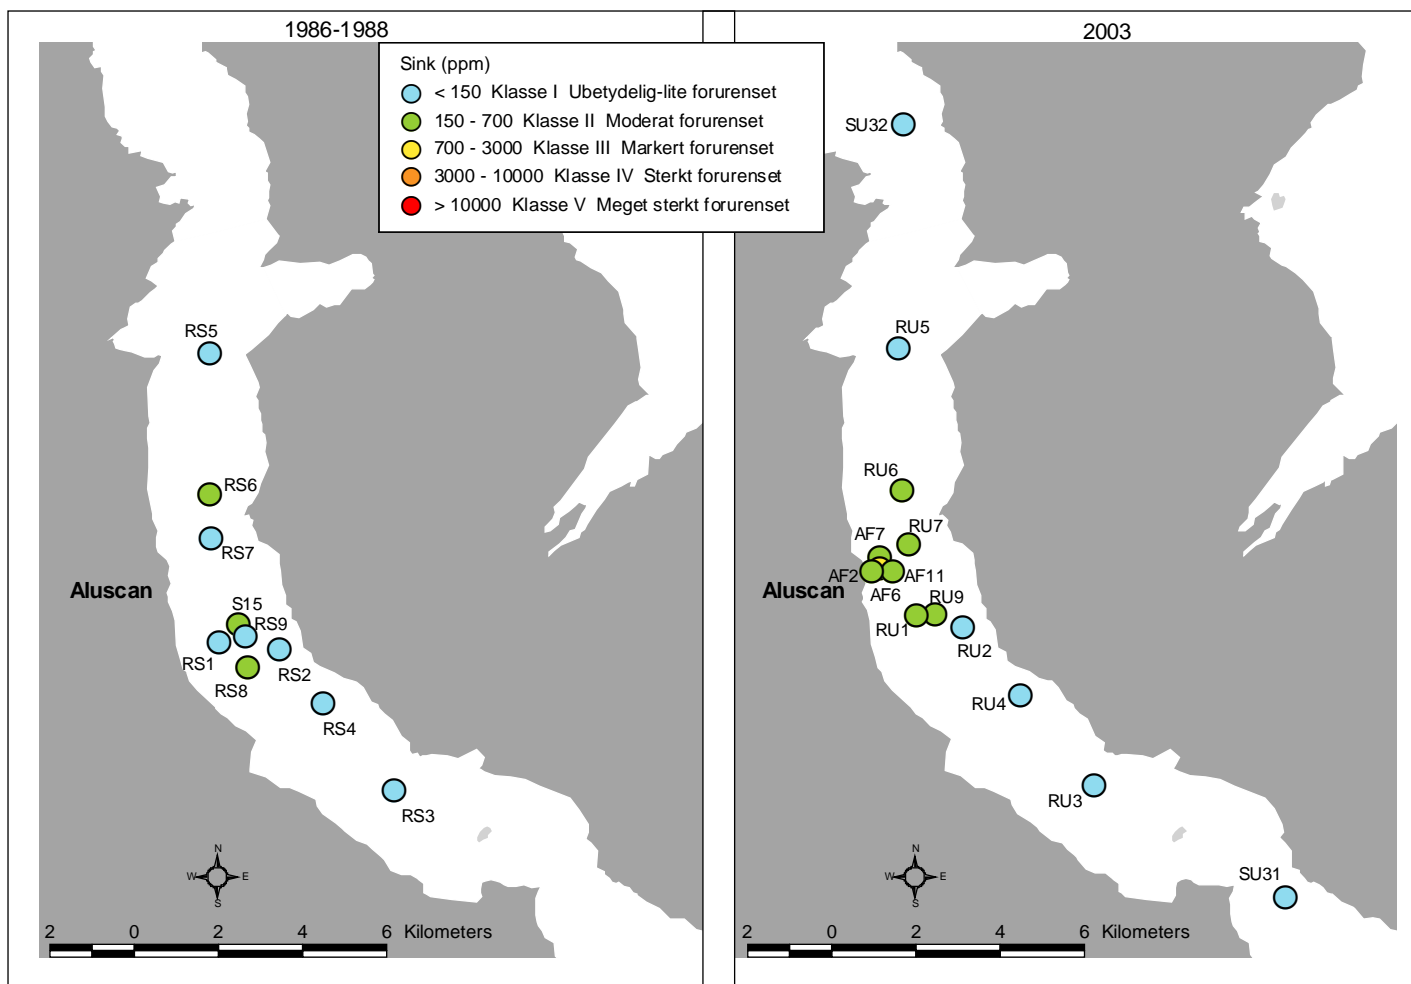 1986-1988
2003
Sink (ppm)
< 150 Klasse I Ubetydelig-lite forurenset
150 - 700 Klasse II Moderat forurenset
700 - 3000 Klasse III Markert forurenset
3000 - 10000 Klasse IV Sterkt forurenset
> 10000 Klasse V Meget sterkt forurenset
RS5
RS6
RS7
Aluscan
S15
RS9
RS1
RS2
RS8
RS4
RS3
N
W E
S
2 0 2 4 6 Kilometers
SU32
RU5
RU6
RU7
AF7
AF2
AF11
Aluscan
AF6
RU9
RU1
RU2
RU4
RU3
SU31
N
W E
S
2 0 2 4 6 Kilometers